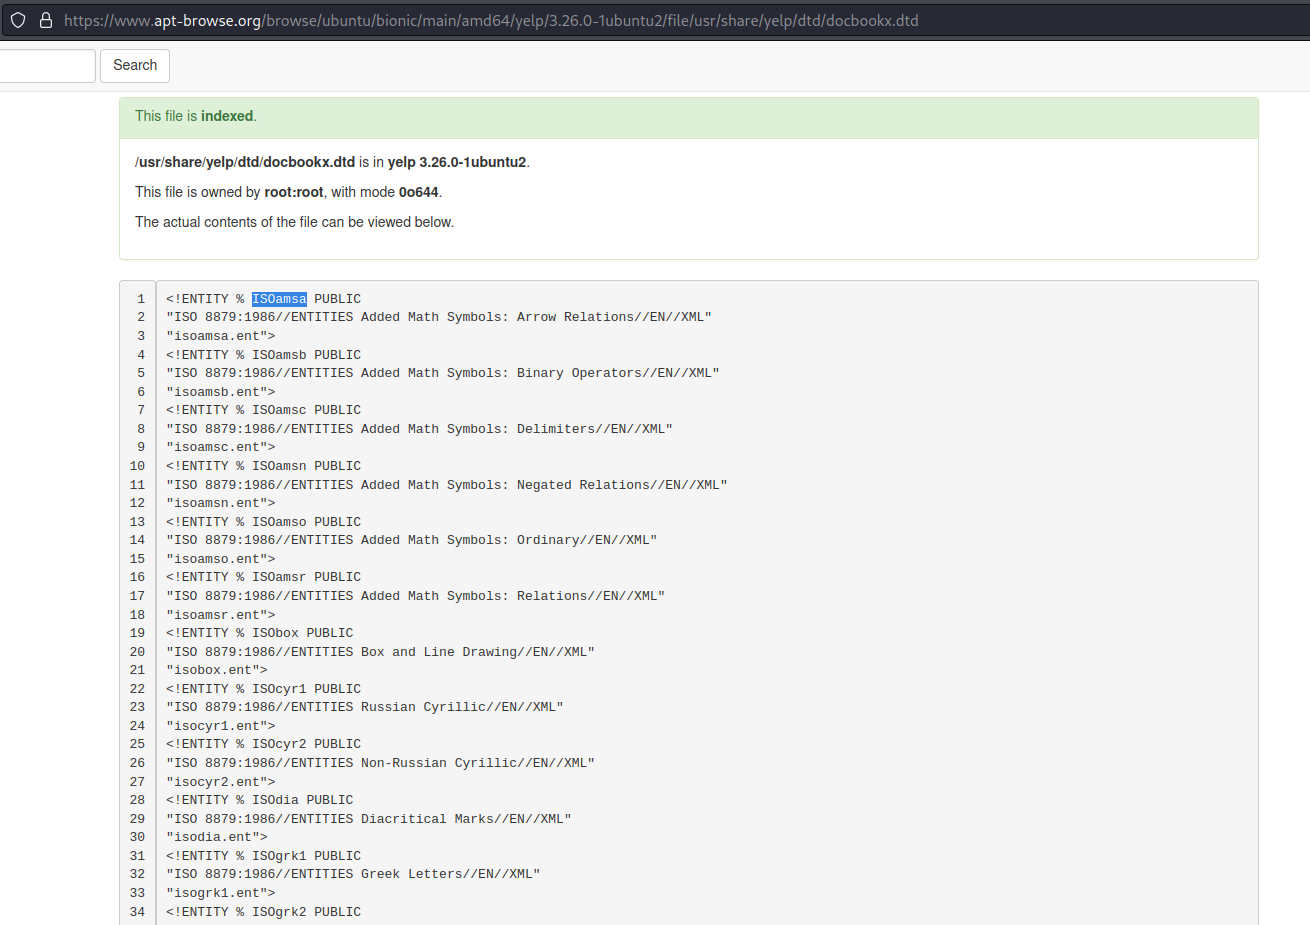 https://www.apt-browse.org/browse/ubuntu/bionic/main/amd64/yelp/3.26.0-1ubuntu2/file/usr/share/yelp/dtd/docbookx.dtd
Search
This file is indexed.
/usr/share/yelp/dtd/docbookx.dtd is in yelp 3.26.0-1ubuntu2.
This file is owned by root:root, with mode 0o644.
The actual contents of the file can be viewed below.
1 <!ENTITY % ISOamsa PUBLIC
2 "ISO 8879:1986//ENTITIES Added Math Symbols: Arrow Relations//EN//XML"
3 "isoamsa.ent">
4 <!ENTITY % ISOamsb PUBLIC
5 "ISO 8879:1986//ENTITIES Added Math Symbols: Binary Operators//EN//XML"
6 "isoamsb.ent">
7 <!ENTITY % ISOamsc PUBLIC
8 "ISO 8879:1986//ENTITIES Added Math Symbols: Delimiters//EN//XML"
9 "isoamsc.ent">
10 <!ENTITY % ISOamsn PUBLIC
11 "ISO 8879:1986//ENTITIES Added Math Symbols: Negated Relations//EN//XML"
12 "isoamsn.ent">
13 <!ENTITY % ISOamso PUBLIC
14 "ISO 8879:1986//ENTITIES Added Math Symbols: Ordinary//EN//XML"
15 "isoamso.ent">
16 <!ENTITY % ISOamsr PUBLIC
17 "ISO 8879:1986//ENTITIES Added Math Symbols: Relations//EN//XML"
18 "isoamsr.ent">
19 <!ENTITY % ISObox PUBLIC
20 "ISO 8879:1986//ENTITIES Box and Line Drawing//EN//XML"
21 "isobox.ent">
22 <!ENTITY % ISOcyr1 PUBLIC
23 "ISO 8879:1986//ENTITIES Russian Cyrillic//EN//XML"
24 "isocyr1.ent">
25 <!ENTITY % ISOcyr2 PUBLIC
26 "ISO 8879:1986//ENTITIES Non-Russian Cyrillic//EN//XML"
27 "isocyr2.ent">
28 <!ENTITY % ISOdia PUBLIC
29 "ISO 8879:1986//ENTITIES Diacritical Marks//EN//XML"
30 "isodia.ent">
31 <!ENTITY % ISOgrk1 PUBLIC
32 "ISO 8879:1986//ENTITIES Greek Letters//EN//XML"
33 "isogrk1.ent">
34 <!ENTITY % ISOgrk2 PUBLIC